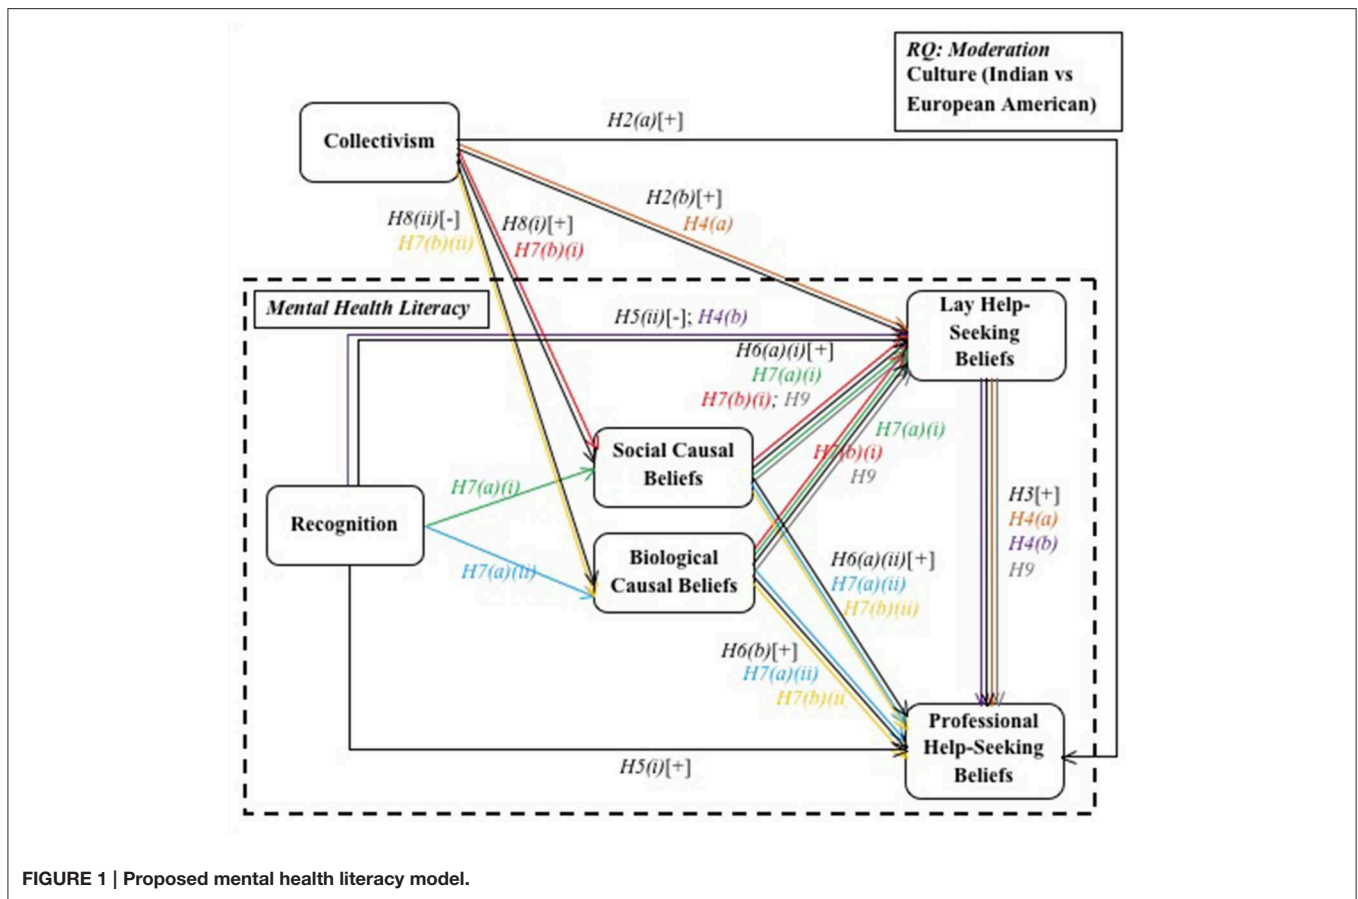 RQ: Moderation
Culture (Indian vs
European American)
H2(a)[+]
Collectivism
H2(b)[+]
H4(a)
H8(ii)[-]
H7(b)(ii)
H8(i)[+]
H7(b)(i)
Mental Health Literacy
Lay Help-
Seeking
Beliefs
H5(ii)[-]; H4(b)
H6(a)(i)[+]
H7(a)(i)
H7(b)(i); H9
H7(a)(i)
H7(b)(i)
H9
Social Causal
Beliefs
H7(a)(i)
Recognition
H7(a)(ii)
Biological
Causal Beliefs
H3[+]
H4(a)
H4(b)
H9
H6(a)(ii)[+]
H7(a)(ii)
H7(b)(ii)
H6(b)[+]
H7(a)(ii)
H7(b)(ii
Professional
Help-Seeking
Beliefs
H5(i)[+]
FIGURE 1 | Proposed mental health literacy model.